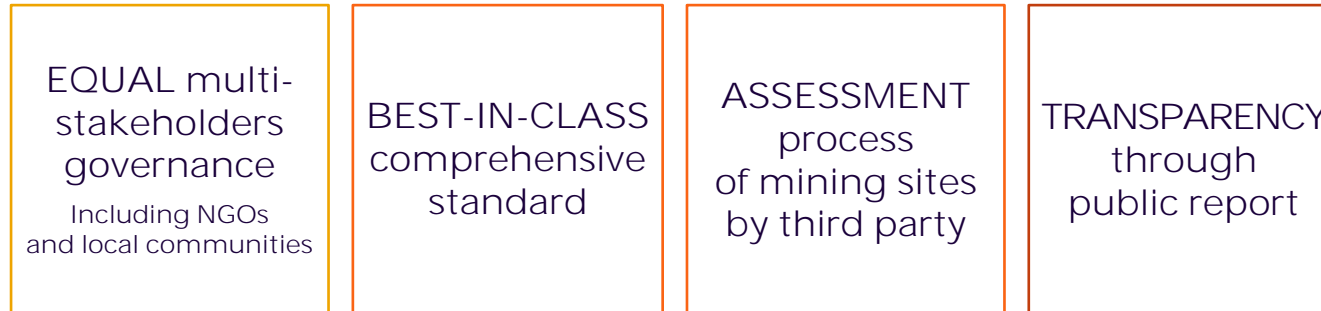 EQUAL multi-
stakeholders
governance
Including NGOs
and local communities
BEST-IN-CLASS
comprehensive
standard
ASSESSMENT
process
of mining sites
by third party
TRANSPARENCY
through
public report